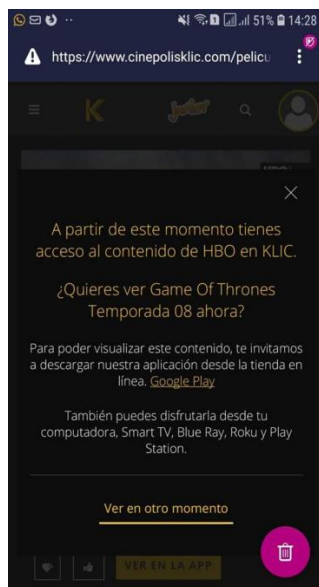 51% 14:28
https://www.cinepolisklic.com/pelicu
K
junior
HBO
A partir de este momento tienes
acceso al contenido de HBO en KLIC.
¿Quieres ver Game Of Thrones
Temporada 08 ahora?
Para poder visualizar este contenido, te invitamos
a descargar nuestra aplicación desde la tienda en
línea. Google Play
También puedes disfrutarla desde tu
computadora, Smart TV, Blue Ray, Roku y Play
Station.
Ver en otro momento
VER EN LA APP